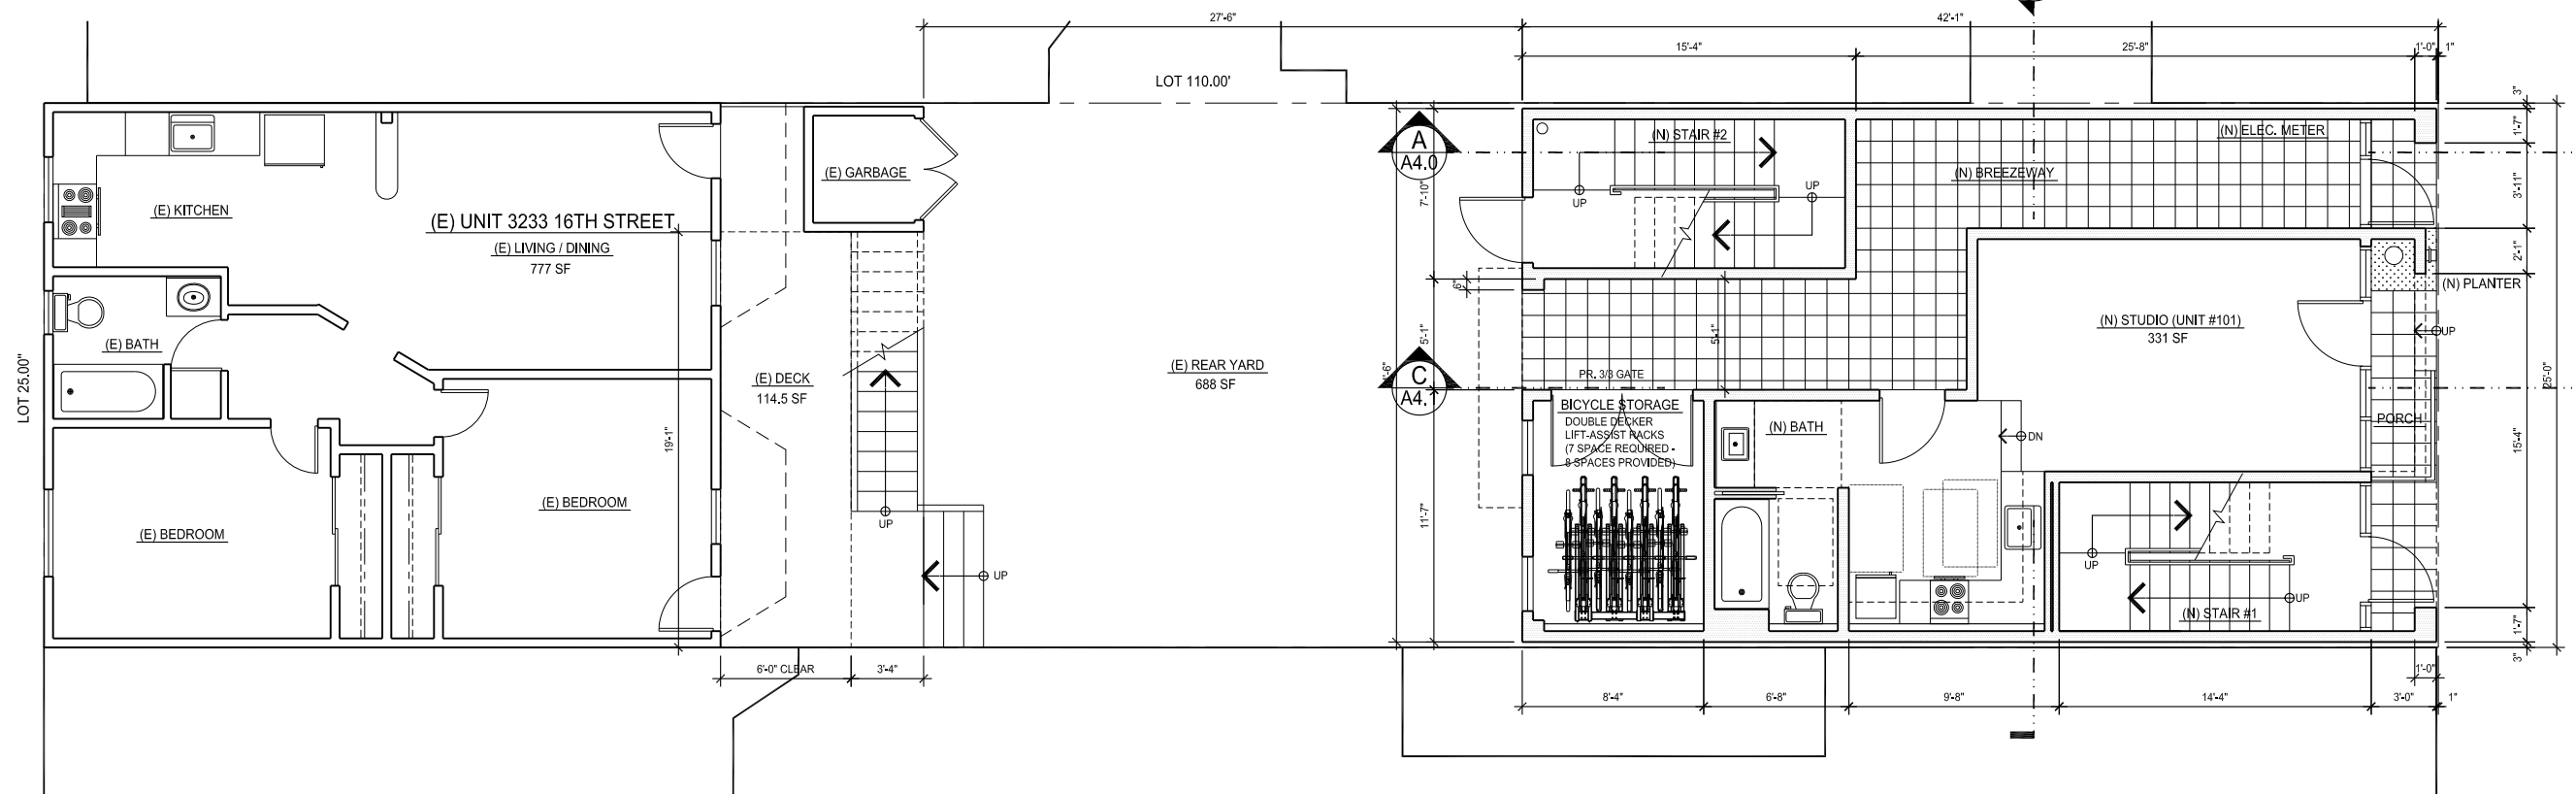 27'-6"
42'-1"
15'-4"
25'-8"
1'-0"
1"
LOT 110.00'
3"
1'-7"
3'-11"
2'-1"
25'-0"
15'-4"
1'-7"
3"
(E) KITCHEN
(E) UNIT 3233 16TH STREET
(E) LIVING / DINING
777 SF
(E) GARBAGE
(E) BATH
LOT 25.00"
(E) BEDROOM
(E) BEDROOM
19'-1"
(E) DECK
114.5 SF
UP
UP
6'-0" CLEAR
3'-4"
(E) REAR YARD
688 SF
A
A4.0
C
A4.1
7'-10"
6"
5'-1"
11'-7"
(N) STAIR #2
UP
UP
(N) ELEC. METER
(N) BREEZEWAY
5'-1"
PR. 3/3 GATE
BICYCLE STORAGE
DOUBLE DECKER
LIFT-ASSIST RACKS
(7 SPACE REQUIRED -
8 SPACES PROVIDED)
(N) BATH
DN
(N) STUDIO (UNIT #101)
331 SF
(N) PLANTER
UP
PORCH
UP
UP
(N) STAIR #1
1'-0"
8'-4"
6'-8"
9'-8"
14'-4"
3'-0"
1"